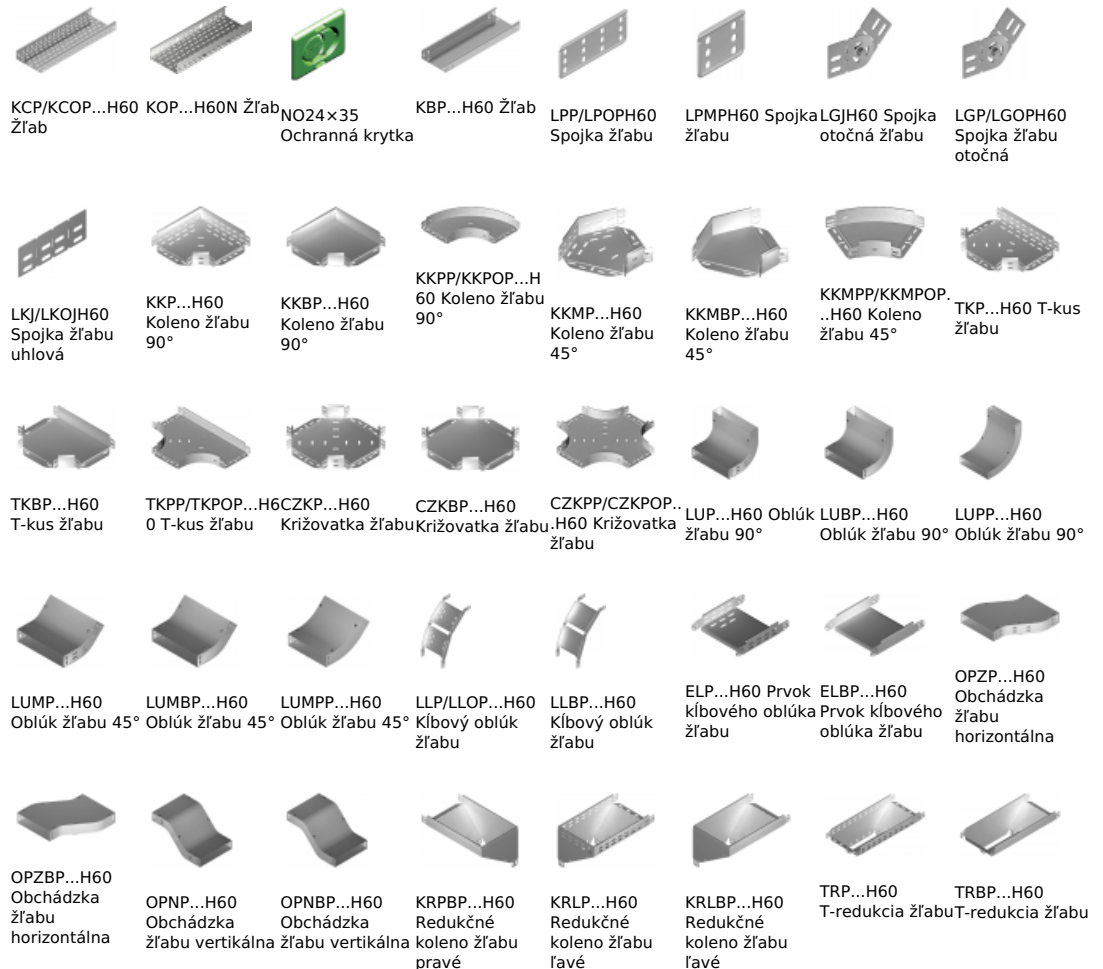 KCP/KCOP...H60
Žľab
KOP...H60N Žľab
NO24×35
Ochranná krytka
KBP...H60 Žľab
LPP/LPOPH60
Spojka žľabu
LPMPH60 Spojka
žľabu
LGJH60 Spojka
otočná žľabu
LGP/LGOPH60
Spojka žľabu
otočná
LKJ/LKOJH60
Spojka žľabu
uhlová
KKP...H60
Koleno žľabu
90°
KKBP...H60
Koleno žľabu
90°
KKPP/KKPOP...H
60 Koleno žľabu
90°
KKMP...H60
Koleno žľabu
45°
KKMBP...H60
Koleno žľabu
45°
KKMPP/KKMPOP.
..H60 Koleno
žľabu 45°
TKP...H60 T-kus
žľabu
TKBP...H60
T-kus žľabu
TKPP/TKPOP...H6
0 T-kus žľabu
CZKP...H60
Križovatka žľabu
CZKBP...H60
Križovatka žľabu
CZKPP/CZKPOP..
.H60 Križovatka
žľabu
LUP...H60 Oblúk
žľabu 90°
LUBP...H60
Oblúk žľabu 90°
LUPP...H60
Oblúk žľabu 90°
LUMP...H60
Oblúk žľabu 45°
LUMBP...H60
Oblúk žľabu 45°
LUMPP...H60
Oblúk žľabu 45°
LLP/LLOP...H60
Kĺbový oblúk
žľabu
LLBP...H60
Kĺbový oblúk
žľabu
ELP...H60 Prvok
kĺbového oblúka
žľabu
ELBP...H60
Prvok kĺbového
oblúka žľabu
OPZP...H60
Obchádzka
žľabu
horizontálna
OPZBP...H60
Obchádzka
žľabu
horizontálna
OPNP...H60
Obchádzka
žľabu vertikálna
OPNBP...H60
Obchádzka
žľabu vertikálna
KRPBP...H60
Redukčné
koleno žľabu
pravé
KRLP...H60
Redukčné
koleno žľabu
ľavé
KRLBP...H60
Redukčné
koleno žľabu
ľavé
TRP...H60
T-redukcia žľabu
TRBP...H60
T-redukcia žľabu